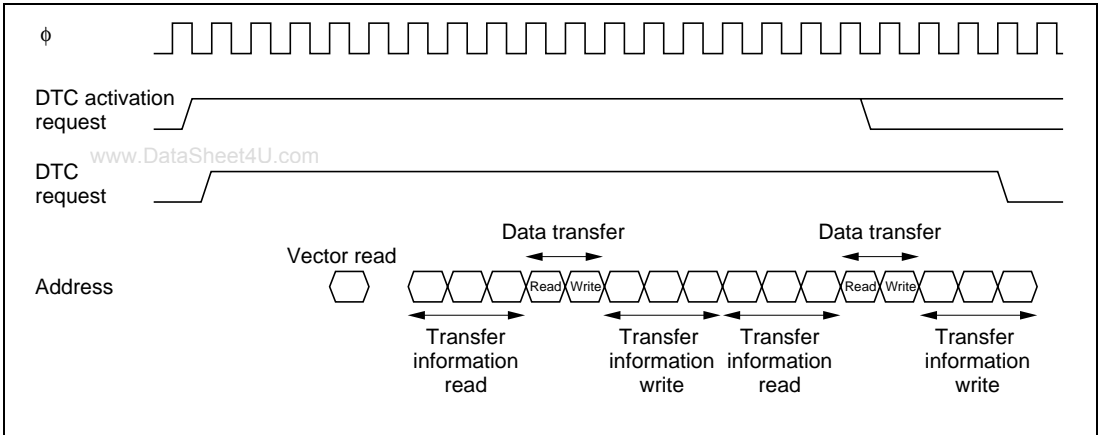 φ
DTC activation
request
www.DataSheet4U.com
DTC
request
Data transfer
Data transfer
Vector read
Address
Read
Write
Read
Write
Transfer
information
read
Transfer
information
write
Transfer
information
read
Transfer
information
write